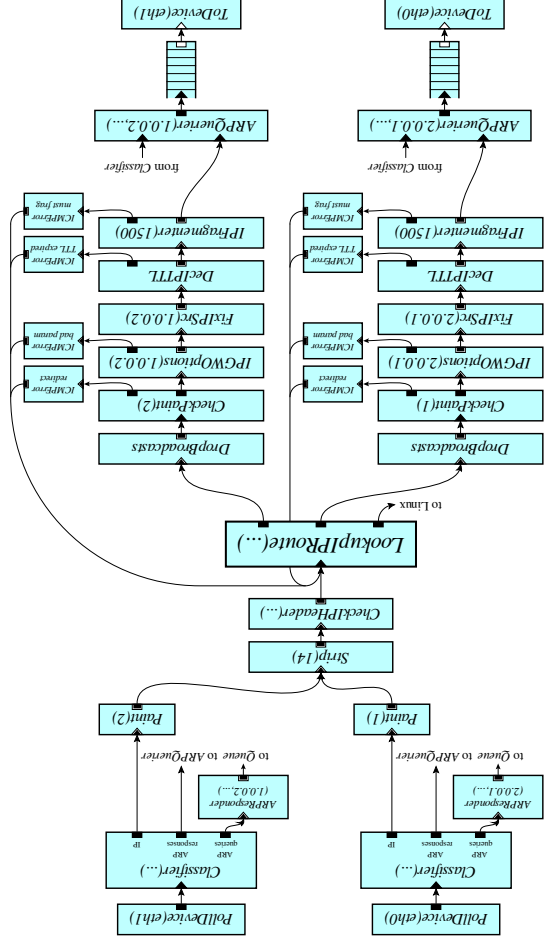 PollDevice(eth0)
PollDevice(eth1)
Classifier(...)
ARP
queries
ARP
responses
IP
Classifier(...)
ARP
queries
ARP
responses
IP
ARPResponder
(2.0.0.1,...)
ARPResponder
(1.0.0.2,...)
to Queue
to ARPQuerier
to Queue
to ARPQuerier
Paint(1)
Paint(2)
Strip(14)
CheckIPHeader(...)
LookupIPRoute(...)
to Linux
DropBroadcasts
DropBroadcasts
CheckPaint(1)
ICMPError
redirect
CheckPaint(2)
ICMPError
redirect
IPGWOptions(2.0.0.1)
ICMPError
bad param
IPGWOptions(1.0.0.2)
ICMPError
bad param
FixIPSrc(2.0.0.1)
FixIPSrc(1.0.0.2)
DecIPTTL
ICMPError
TTL expired
DecIPTTL
ICMPError
TTL expired
IPFragmenter(1500)
ICMPError
must frag
IPFragmenter(1500)
ICMPError
must frag
from Classifier
from Classifier
ARPQuerier(2.0.0.1,...)
ARPQuerier(1.0.0.2,...)
ToDevice(eth0)
ToDevice(eth1)